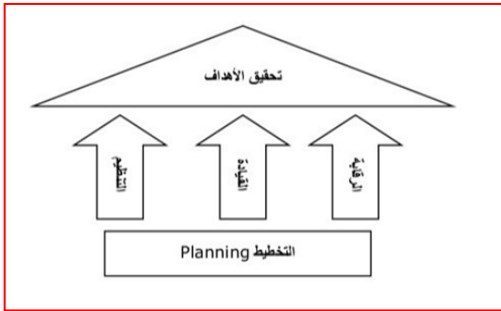 تحقيق الأهداف
الرقابة
القيادة
التنظيم
التخطيط Planning